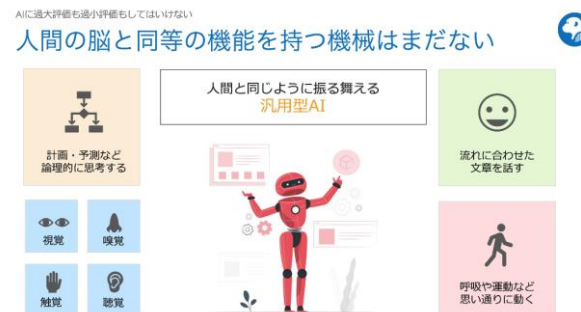 AIに過大評価も過小評価もしてはいけない
人間の脳と同等の機能を持つ機械はまだない
人間と同じように振る舞える
汎用型AI
計画・予測など
論理的に思考する
流れに合わせた
文章を話す
視覚
嗅覚
触覚
聴覚
呼吸や運動など
思い通りに動く